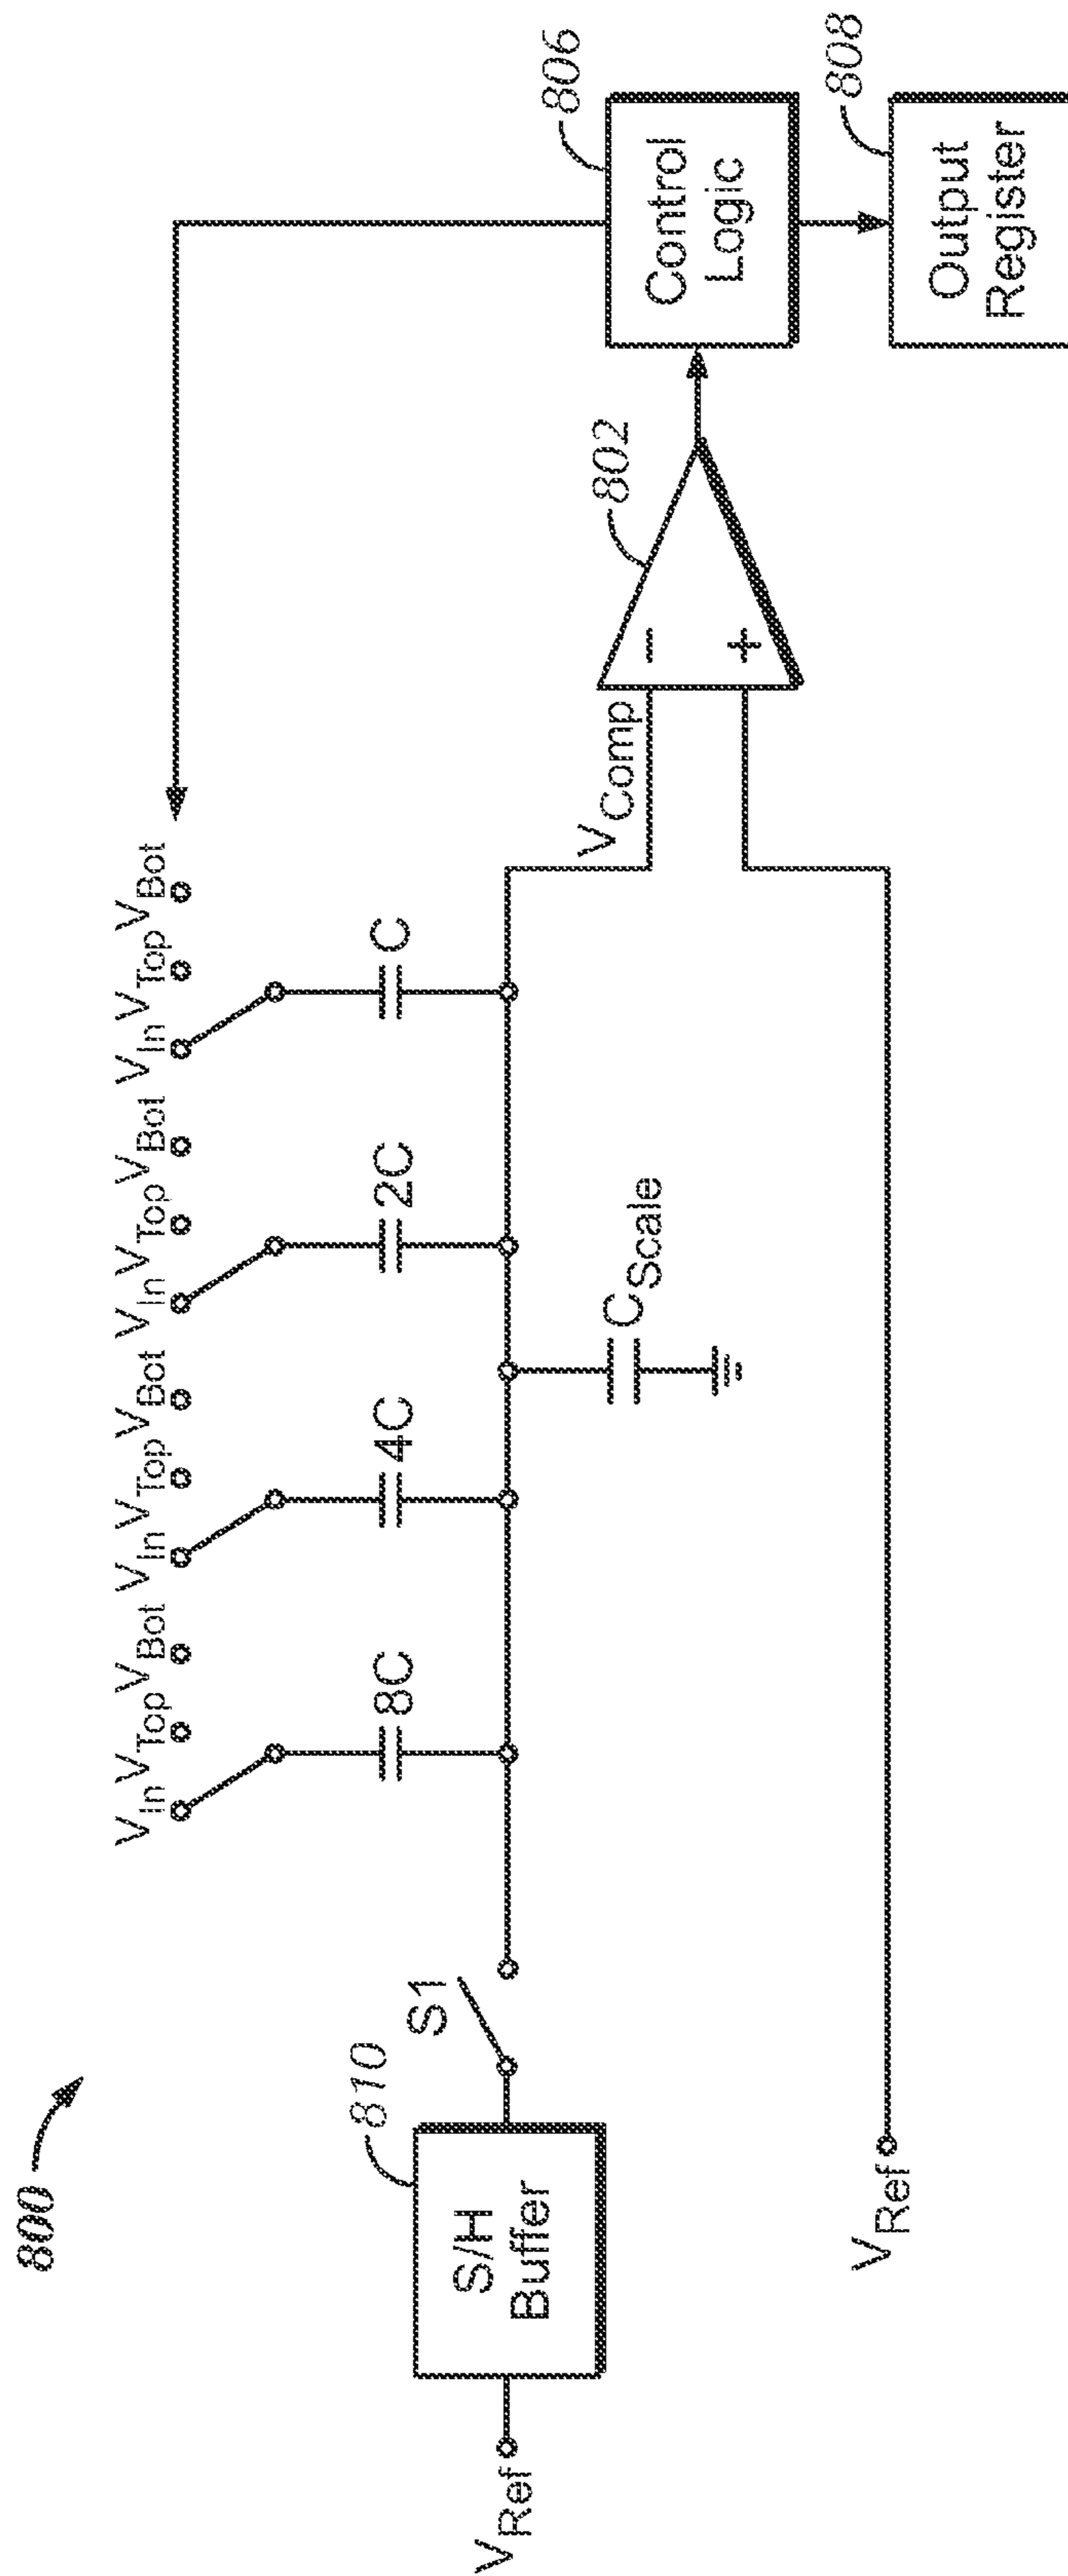 800
V_In V_Top V_Bot V_In V_Top V_Bot V_In V_Top V_Bot V_In V_Top V_Bot
8C 4C 2C C
806
Control
Logic
808
Output
Register
802
V_Comp
−
+
C_Scale
S1
810
S/H
Buffer
V_Ref
V_Ref